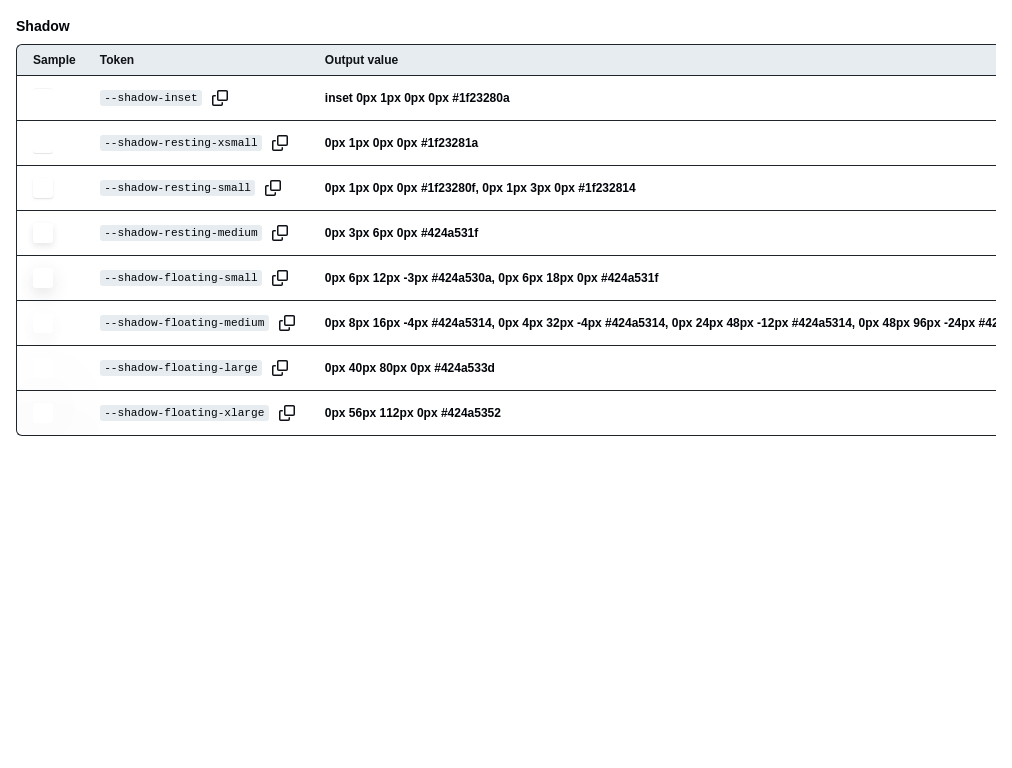 Shadow
Sample Token Output value
--shadow-inset inset 0px 1px 0px 0px #1f23280a
--shadow-resting-xsmall 0px 1px 0px 0px #1f23281a
--shadow-resting-small 0px 1px 0px 0px #1f23280f, 0px 1px 3px 0px #1f232814
--shadow-resting-medium 0px 3px 6px 0px #424a531f
--shadow-floating-small 0px 6px 12px -3px #424a530a, 0px 6px 18px 0px #424a531f
--shadow-floating-medium 0px 8px 16px -4px #424a5314, 0px 4px 32px -4px #424a5314, 0px 24px 48px -12px #424a5314, 0px 48px 96px -24px #42
--shadow-floating-large 0px 40px 80px 0px #424a533d
--shadow-floating-xlarge 0px 56px 112px 0px #424a5352